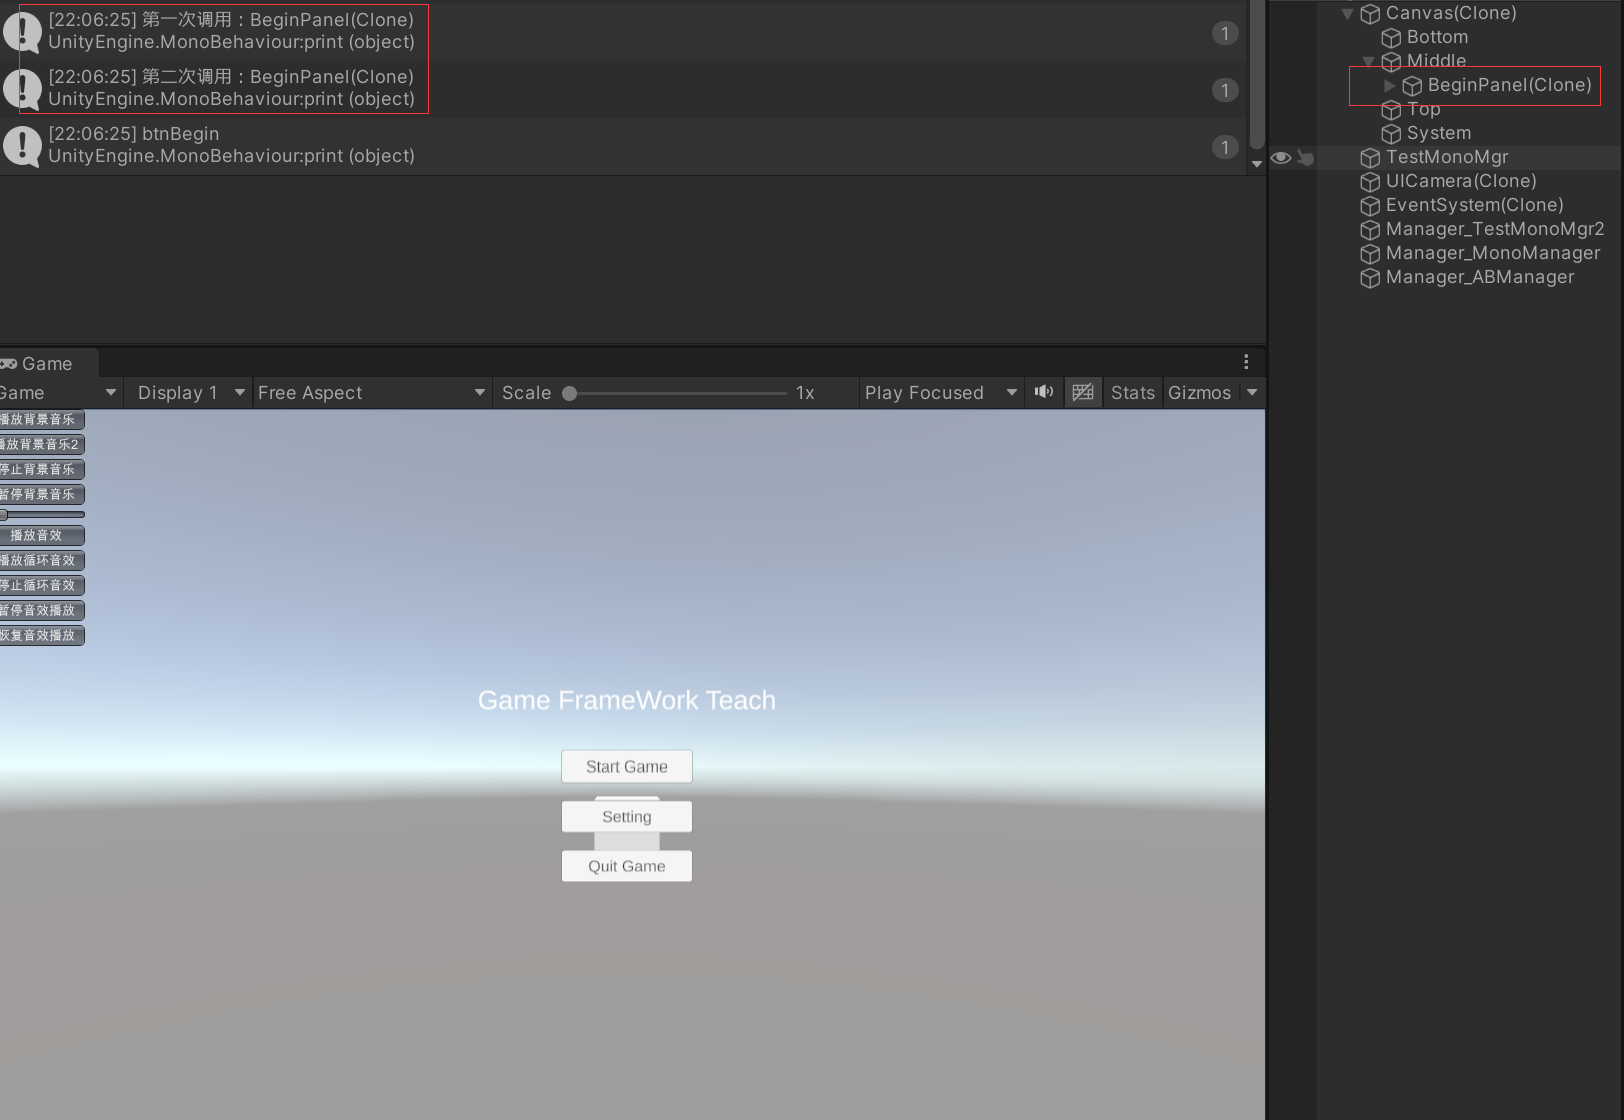 [22:06:25] 第一次调用：BeginPanel(Clone)
UnityEngine.MonoBehaviour:print (object)
1
[22:06:25] 第二次调用：BeginPanel(Clone)
UnityEngine.MonoBehaviour:print (object)
1
[22:06:25] btnBegin
UnityEngine.MonoBehaviour:print (object)
1
Canvas(Clone)
Bottom
Middle
BeginPanel(Clone)
Top
System
TestMonoMgr
UICamera(Clone)
EventSystem(Clone)
Manager_TestMonoMgr2
Manager_MonoManager
Manager_ABManager
Game
Game Display 1 Free Aspect Scale 1x Play Focused Stats Gizmos
播放背景音乐
播放背景音乐2
停止背景音乐
暂停背景音乐
播放音效
播放循环音效
停止循环音效
暂停音效播放
恢复音效播放
Game FrameWork Teach
Start Game
Setting
Quit Game